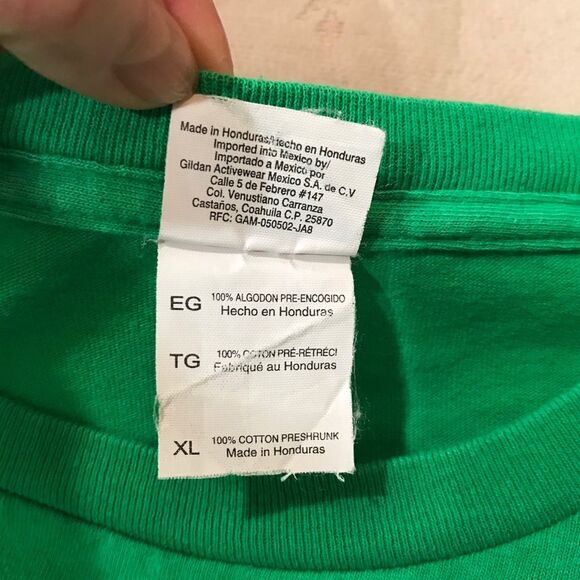 Made in Honduras/Hecho en Honduras
Imported into Mexico by/
Importado a Mexico por
Gildan Activewear Mexico S.A. de C.V
Calle 5 de Febrero #147
Col. Venustiano Carranza
Castaños, Coahuila C.P. 25870
RFC: GAM-050502-JA8
EG 100% ALGODON PRE-ENCOGIDO
Hecho en Honduras
TG 100% COTON PRÉ-RÉTRÉCI
Fabriqué au Honduras
XL 100% COTTON PRESHRUNK
Made in Honduras